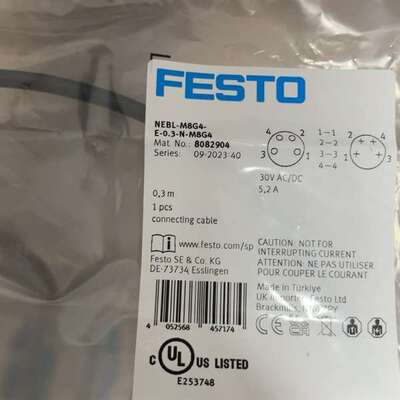 FESTO
NEBL-M8G4-
E-0.3-N-M8G4
Mat. No.: 8082904
Series: 09-2023 40
4 2 1—1 2 4
2—2
3 1 3—3 1 3
4—4
30V AC/DC
5,2 A
0,3 m
1 pcs
connecting cable
www.festo.com/sp
Festo SE & Co. KG
DE-73734 Esslingen
CAUTION: NOT FOR
INTERRUPTING CURRENT
ATTENTION: NE PAS UTILISER
POUR COUPER LE COURANT
Made in Türkiye
UK Importer: Festo Ltd
Brackmills,
4 052568 457174
CE
C UL US LISTED
E253748